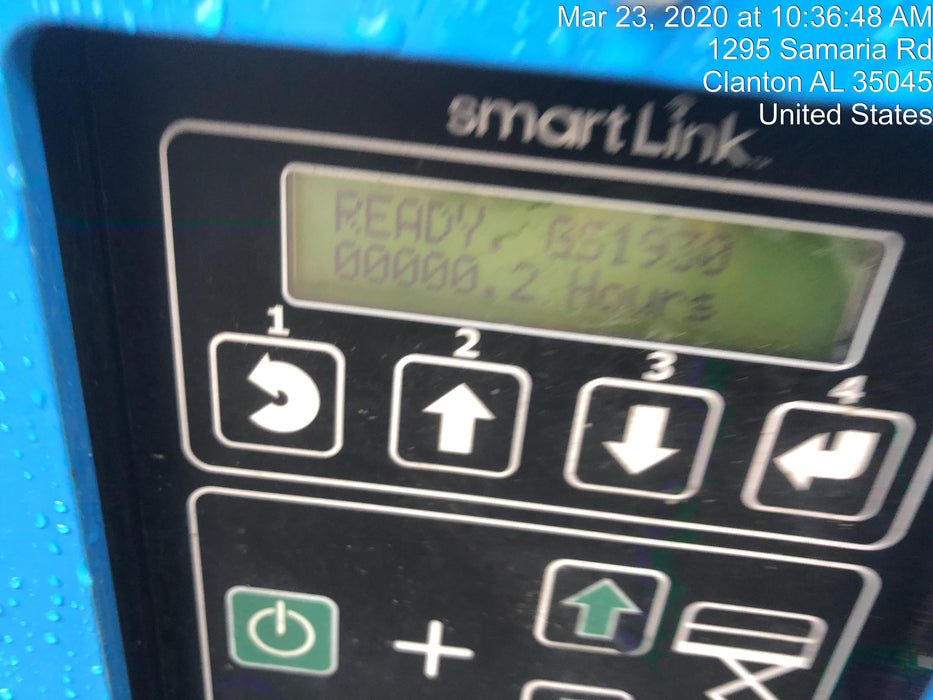 Mar 23, 2020 at 10:36:48 AM
1295 Samaria Rd
Clanton AL 35045
United States
smartLink
READY, GS1930
00000.2 Hours
1
2
3
4